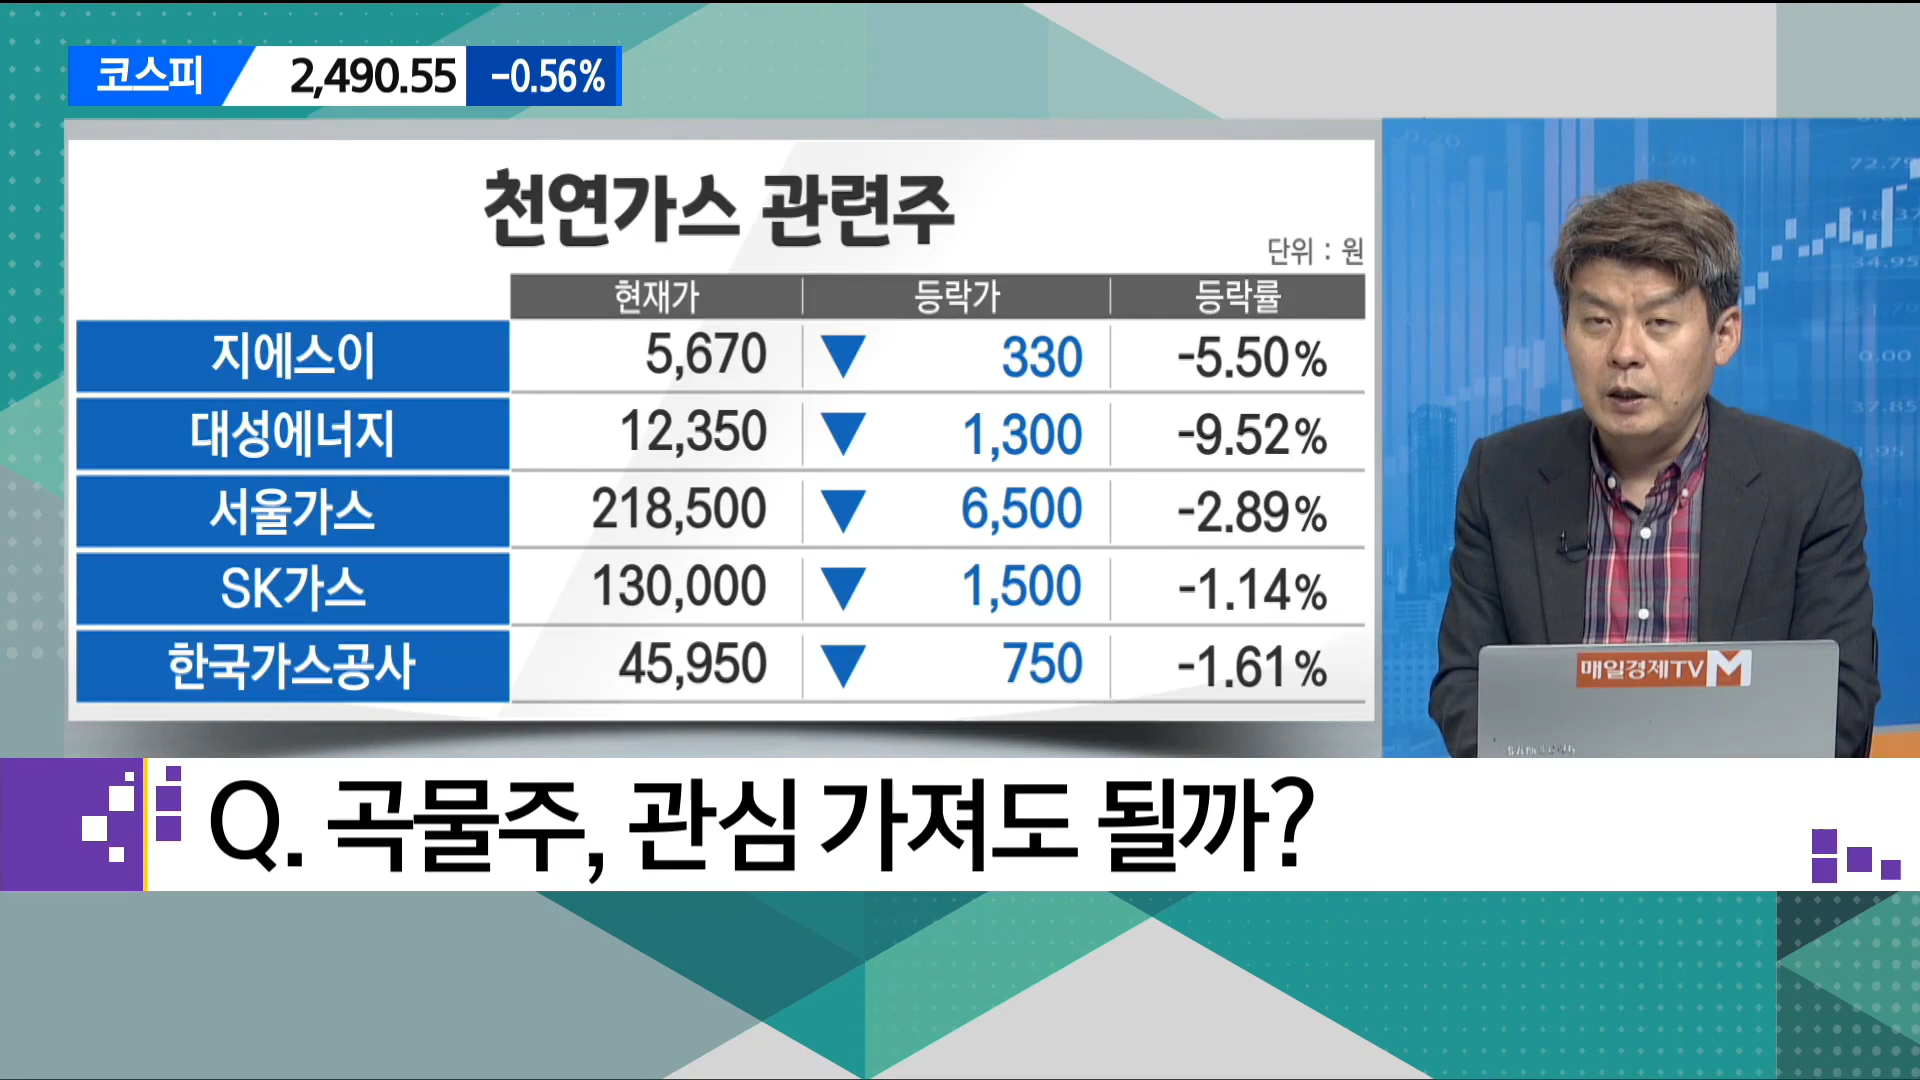 코스피 2,490.55 -0.56%
천연가스 관련주
단위 : 원
현재가 등락가 등락률
지에스이 5,670 ▼ 330 -5.50%
대성에너지 12,350 ▼ 1,300 -9.52%
서울가스 218,500 ▼ 6,500 -2.89%
SK가스 130,000 ▼ 1,500 -1.14%
한국가스공사 45,950 ▼ 750 -1.61%
매일경제TV M
Q. 곡물주, 관심 가져도 될까?